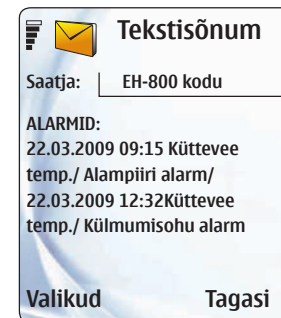 Tekstisõnum
Saatja: EH-800 kodu
ALARMID:
22.03.2009 09:15 Küttevee
temp./ Alampiiri alarm/
22.03.2009 12:32Küttevee
temp./ Külmumisohu alarm
Valikud Tagasi